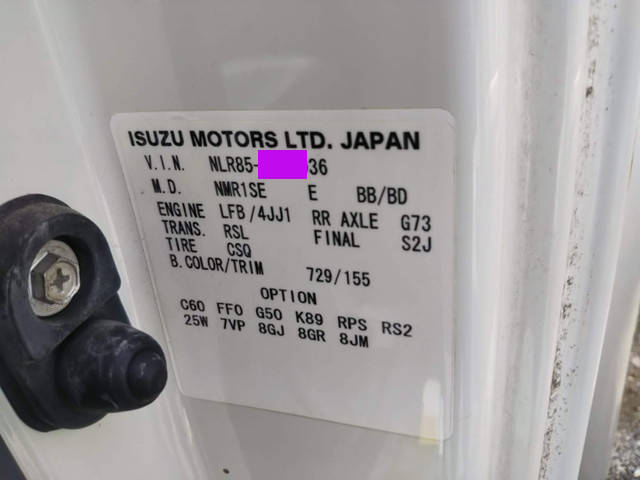 ISUZU MOTORS LTD. JAPAN
V.I.N. NLR85- 36
M.D. NMR1SE E BB/BD
ENGINE LFB/4JJ1 RR AXLE G73
TRANS. RSL FINAL S2J
TIRE CSQ
B.COLOR/TRIM 729/155
OPTION
C60 FF0 G50 K89 RPS RS2
25W 7VP 8GJ 8GR 8JM